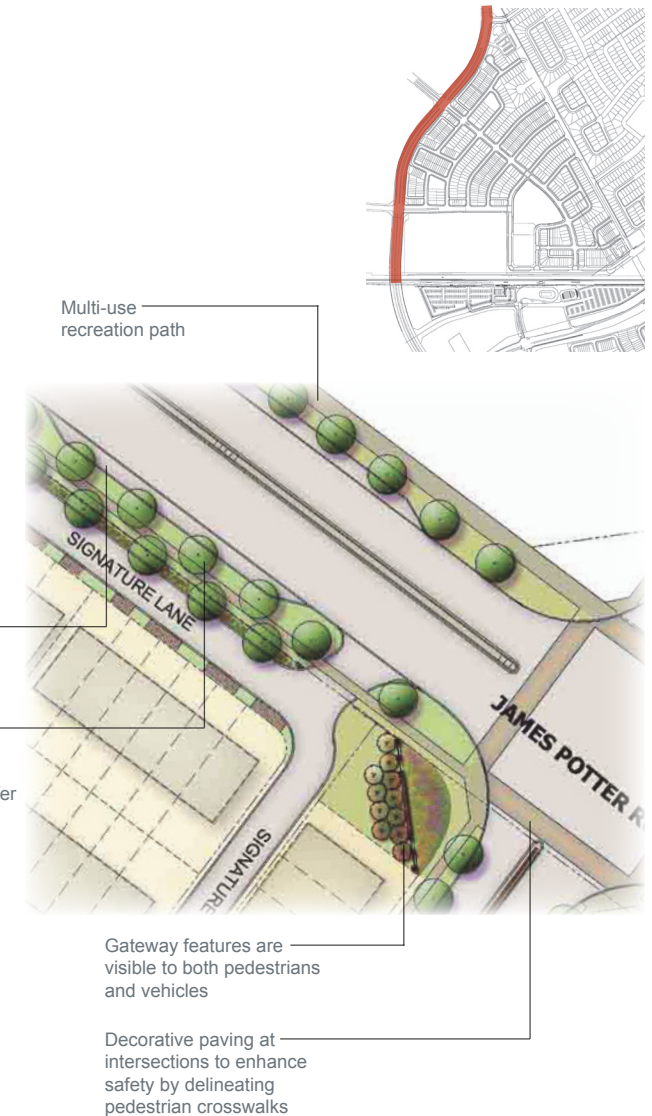 Multi-use
recreation path
SIGNATURE LANE
JAMES POTTER R
SIGNATURE
er
Gateway features are
visible to both pedestrians
and vehicles
Decorative paving at
intersections to enhance
safety by delineating
pedestrian crosswalks